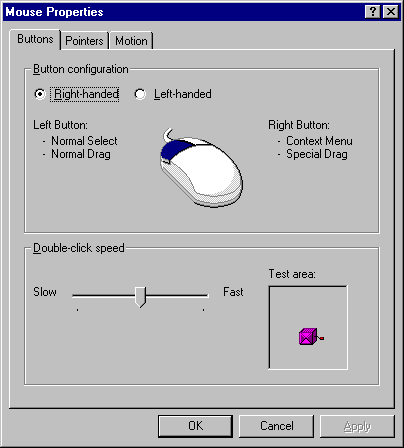 Mouse Properties
Buttons Pointers Motion
Button configuration
Right-handed Left-handed
Left Button: Right Button:
- Normal Select - Context Menu
- Normal Drag - Special Drag
Double-click speed
Test area:
Slow Fast
OK Cancel Apply